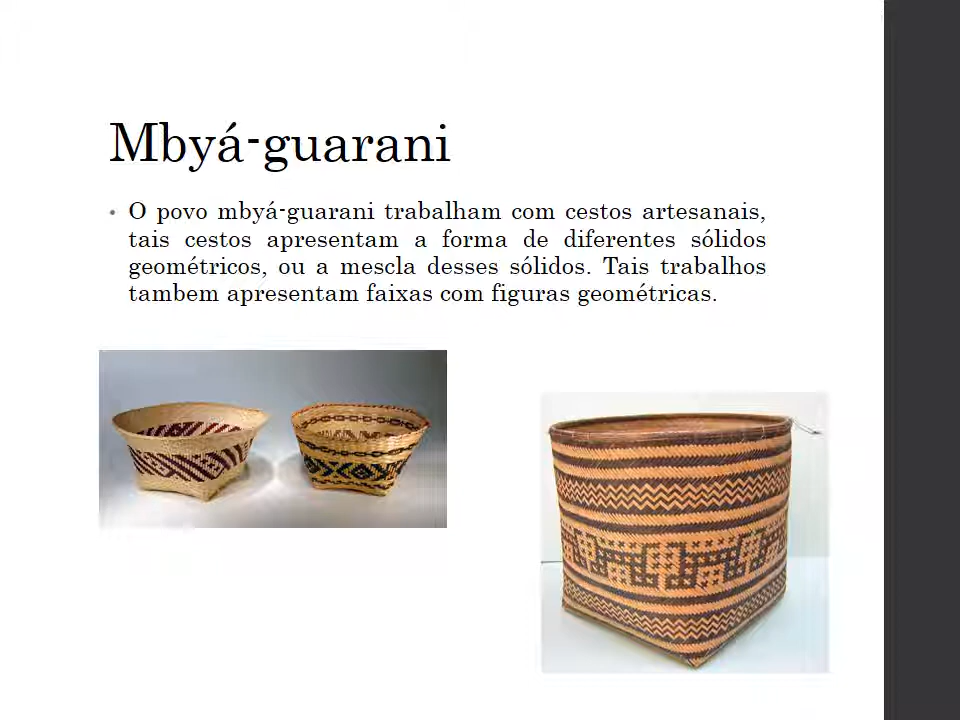 Mbyá-guarani
• O povo mbyá-guarani trabalham com cestos artesanais,
tais cestos apresentam a forma de diferentes sólidos
geométricos, ou a mescla desses sólidos. Tais trabalhos
tambem apresentam faixas com figuras geométricas.